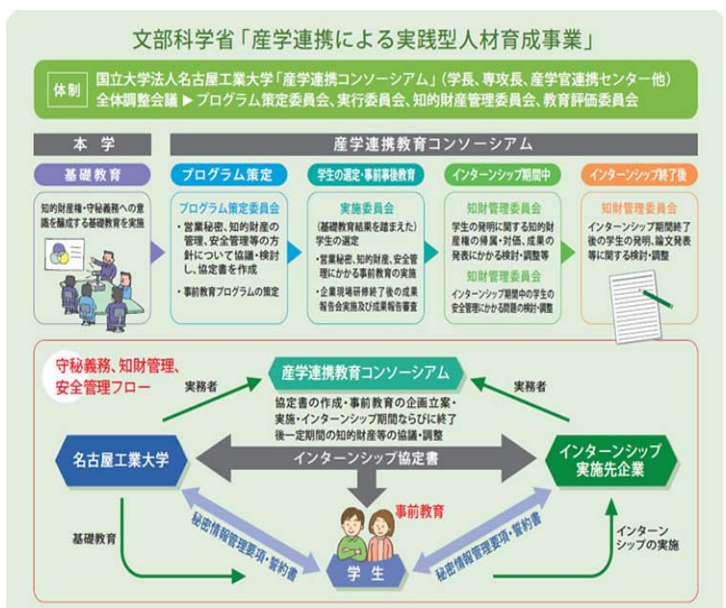 文部科学省「産学連携による実践型人材育成事業」
体制
国立大学法人名古屋工業大学「産学連携コンソーシアム」（学長、専攻長、産学官連携センター他）
全体調整会議 ▶ プログラム策定委員会、実行委員会、知的財産管理委員会、教育評価委員会
本学
産学連携教育コンソーシアム
基礎教育
知的財産権・守秘義務への意
識を醸成する基礎教育を実施
プログラム策定
プログラム策定委員会
・営業秘密、知的財産の
管理、安全管理等の方
針について協議・検討
し、協定書を作成
・事前教育プログラムの策定
学生の選定・事前事後教育
実施委員会
(基礎教育結果を踏まえた)
学生の選定
・営業秘密、知的財産、安全管
理にかかる事前教育の実施
・企業現場研修終了後の成果
報告会実施及び成果報告審査
インターンシップ期間中
知財管理委員会
学生の発明に関する知的財
産権の帰属・対価、成果の
発表にかかる検討・調整等
知財管理委員会
インターンシップ期間中の学生の
安全管理にかかる問題の検討・調整
インターンシップ終了後
知財管理委員会
インターンシップ期間終了
後の学生の発明、論文発表
等に関する検討・調整
守秘義務、知財管理、
安全管理フロー
実務者
産学連携教育コンソーシアム
実務者
協定書の作成・事前教育の企画立案・
実施・インターンシップ期間ならびに終了
後一定期間の知的財産等の協議・調整
名古屋工業大学
インターンシップ協定書
インターンシップ
実施先企業
事前教育
基礎教育
秘密情報管理要項・誓約書
学生
秘密情報管理要項・誓約書
インターン
シップの実施